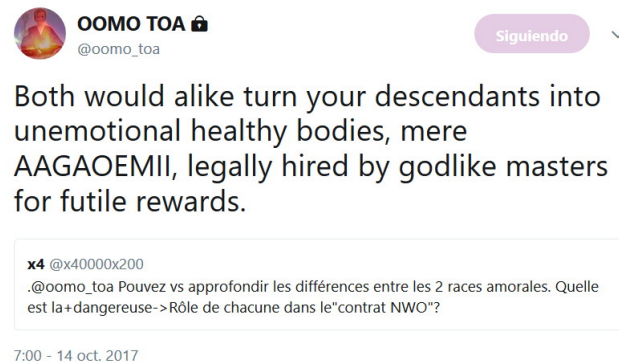 OOMO TOA
@oomo_toa
Siguiendo
Both would alike turn your descendants into
unemotional healthy bodies, mere
AAGAOEMII, legally hired by godlike masters
for futile rewards.
x4 @x40000x200
.@oomo_toa Pouvez vs approfondir les différences entre les 2 races amorales. Quelle
est la+dangereuse->Rôle de chacune dans le"contrat NWO"?
7:00 - 14 oct. 2017